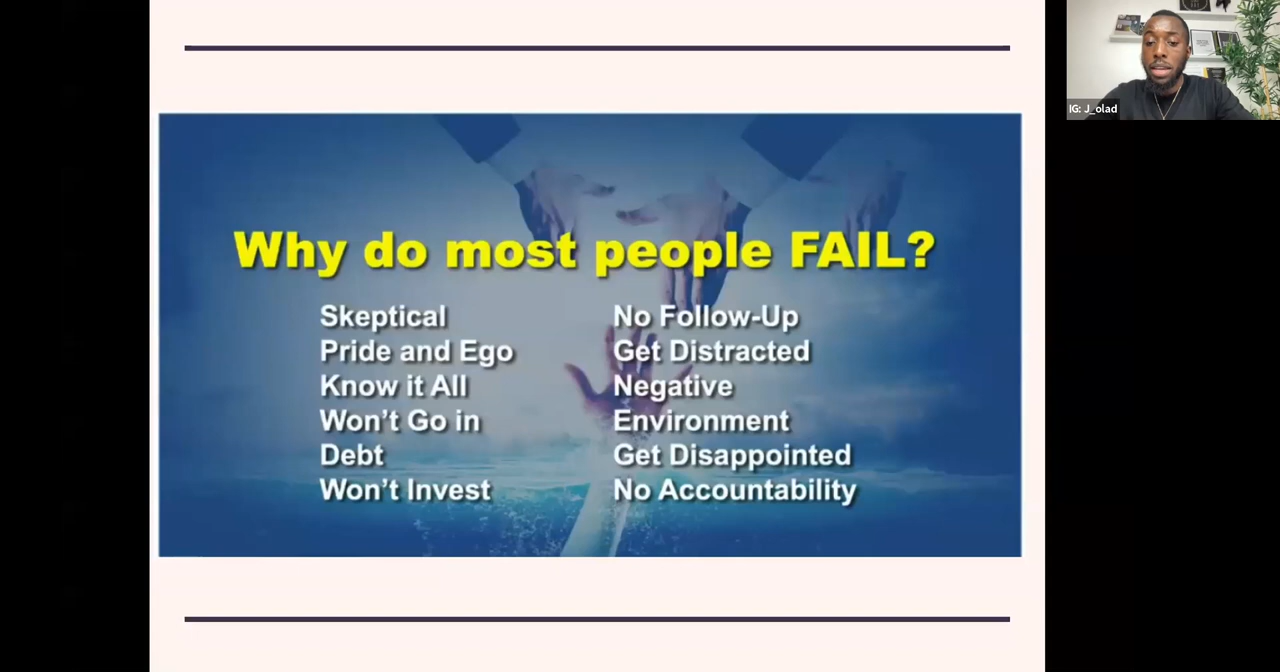 IG: J_olad
Why do most people FAIL?
Skeptical
Pride and Ego
Know it All
Won't Go in
Debt
Won't Invest
No Follow-Up
Get Distracted
Negative
Environment
Get Disappointed
No Accountability